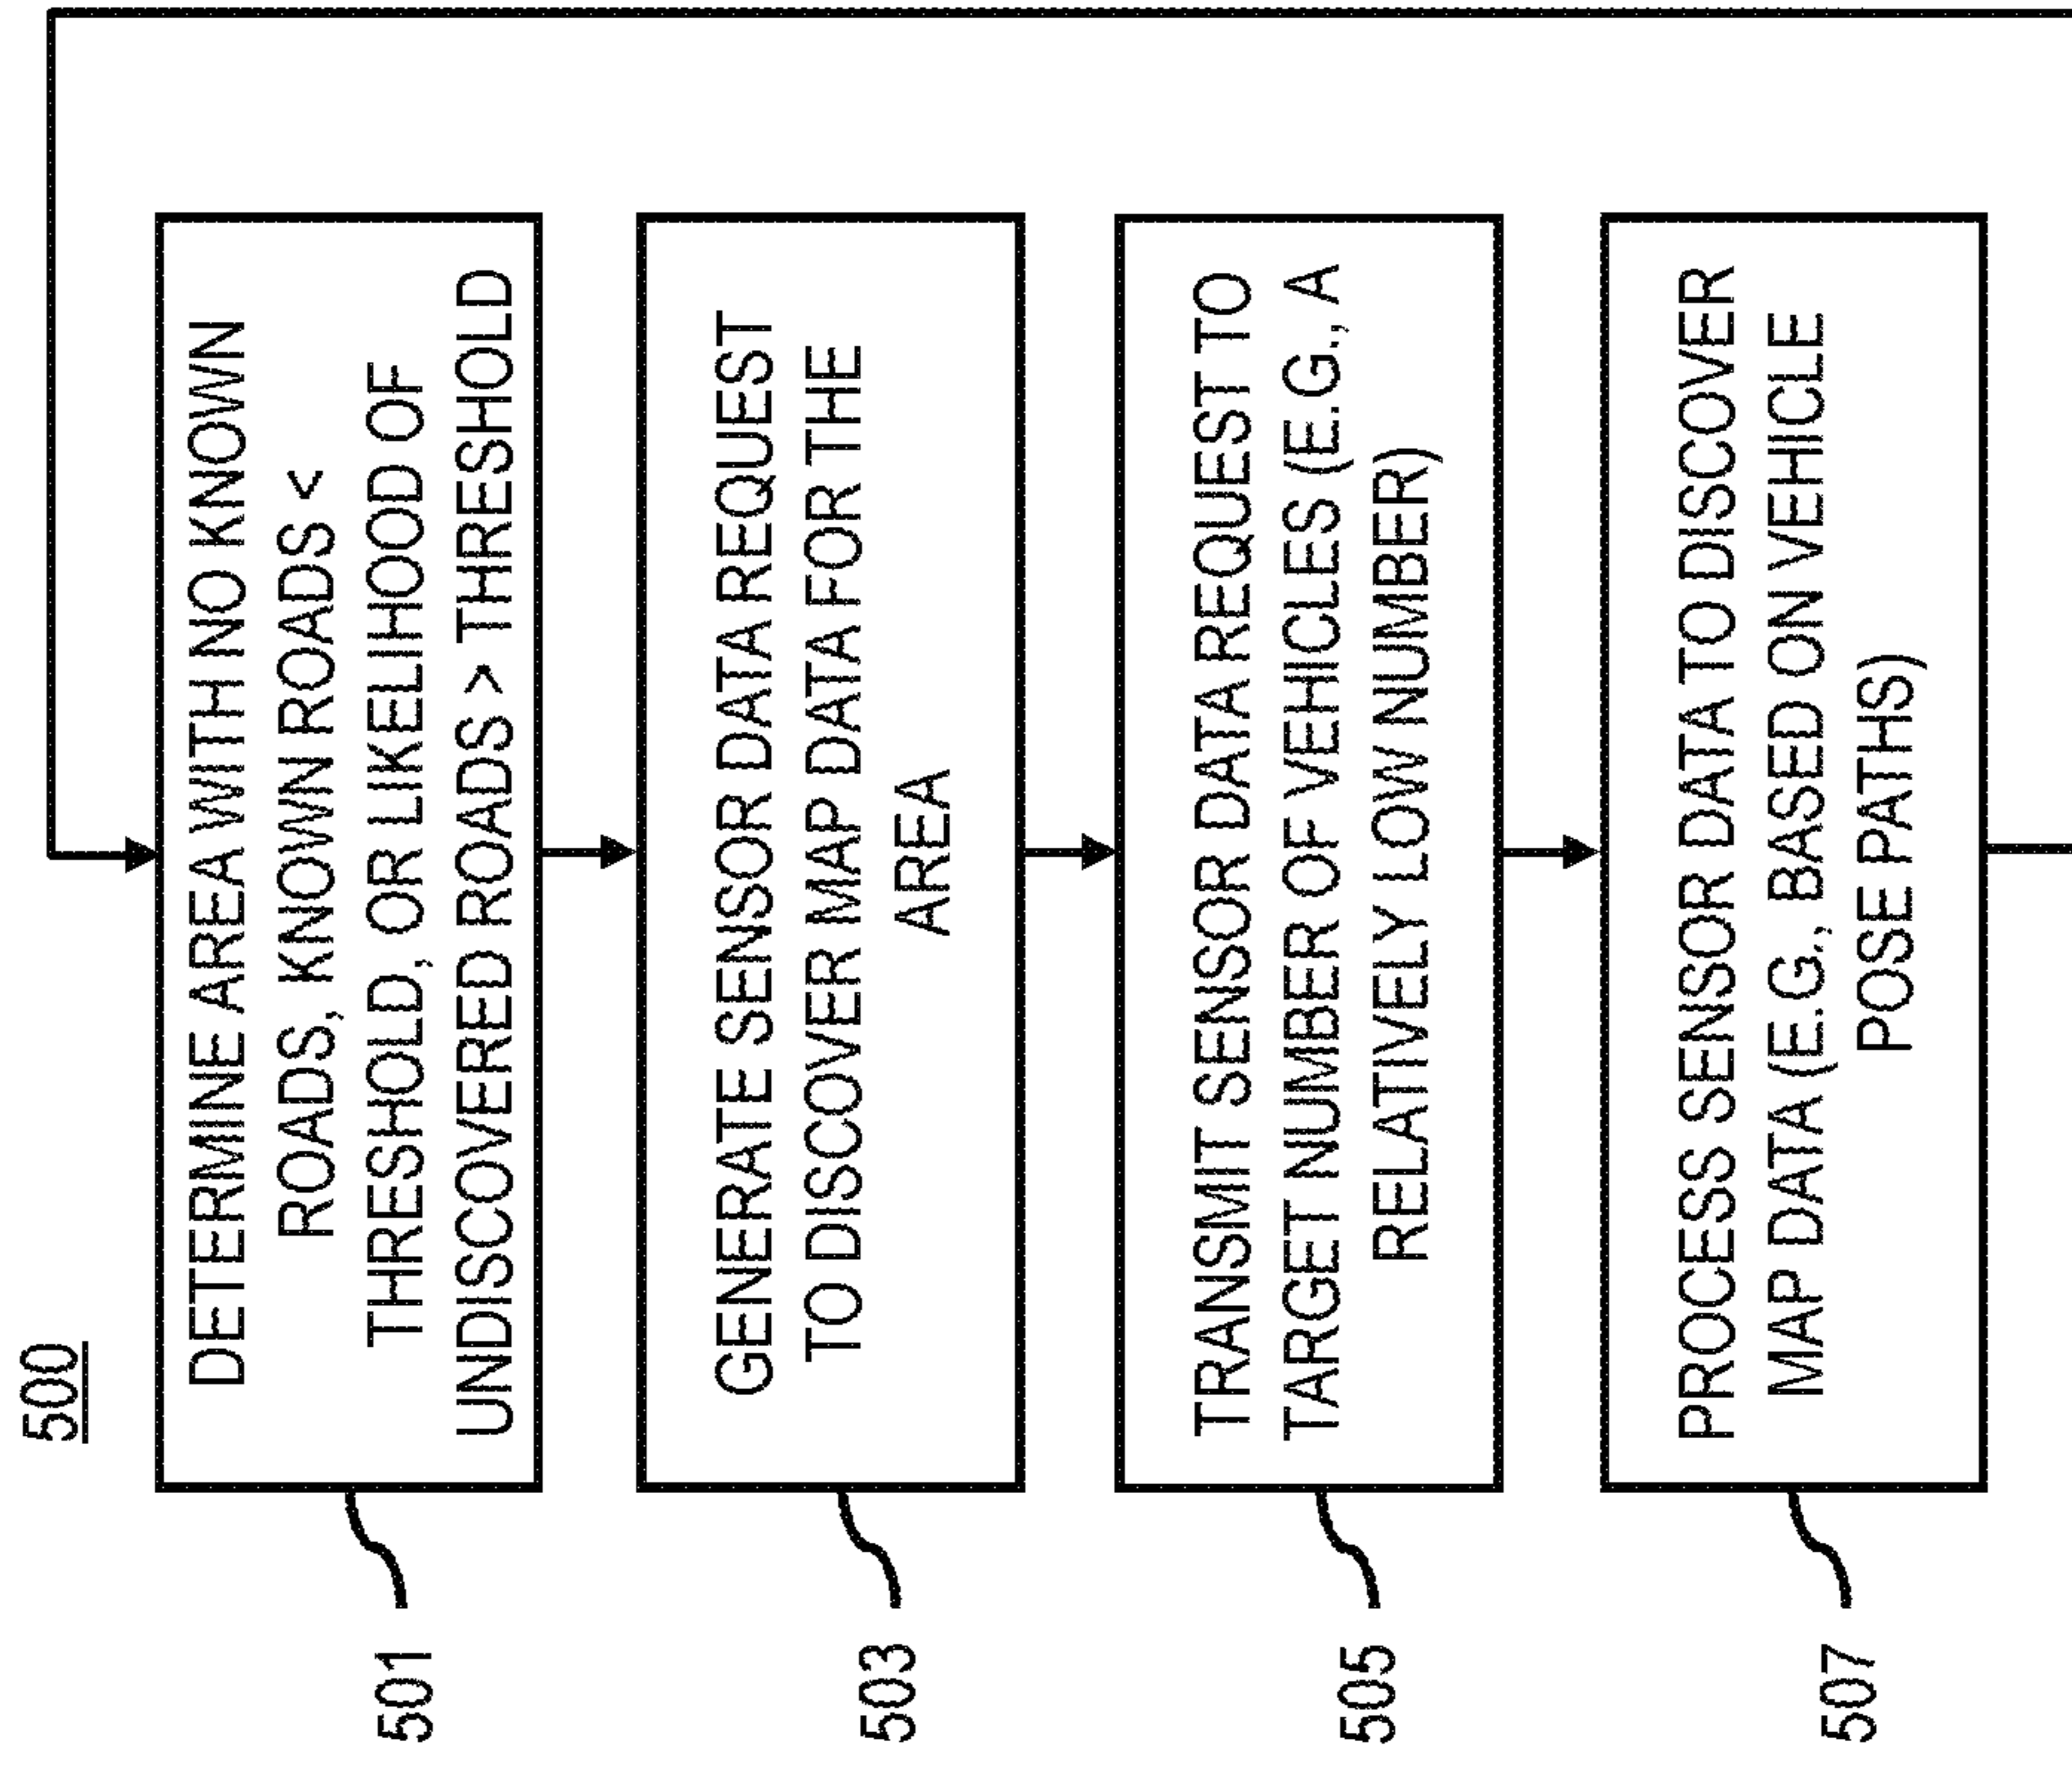 500
501
DETERMINE AREA WITH NO KNOWN
ROADS, KNOWN ROADS <
THRESHOLD, OR LIKELIHOOD OF
UNDISCOVERED ROADS > THRESHOLD
503
GENERATE SENSOR DATA REQUEST
TO DISCOVER MAP DATA FOR THE
AREA
505
TRANSMIT SENSOR DATA REQUEST TO
TARGET NUMBER OF VEHICLES (E.G., A
RELATIVELY LOW NUMBER)
507
PROCESS SENSOR DATA TO DISCOVER
MAP DATA (E.G., BASED ON VEHICLE
POSE PATHS)